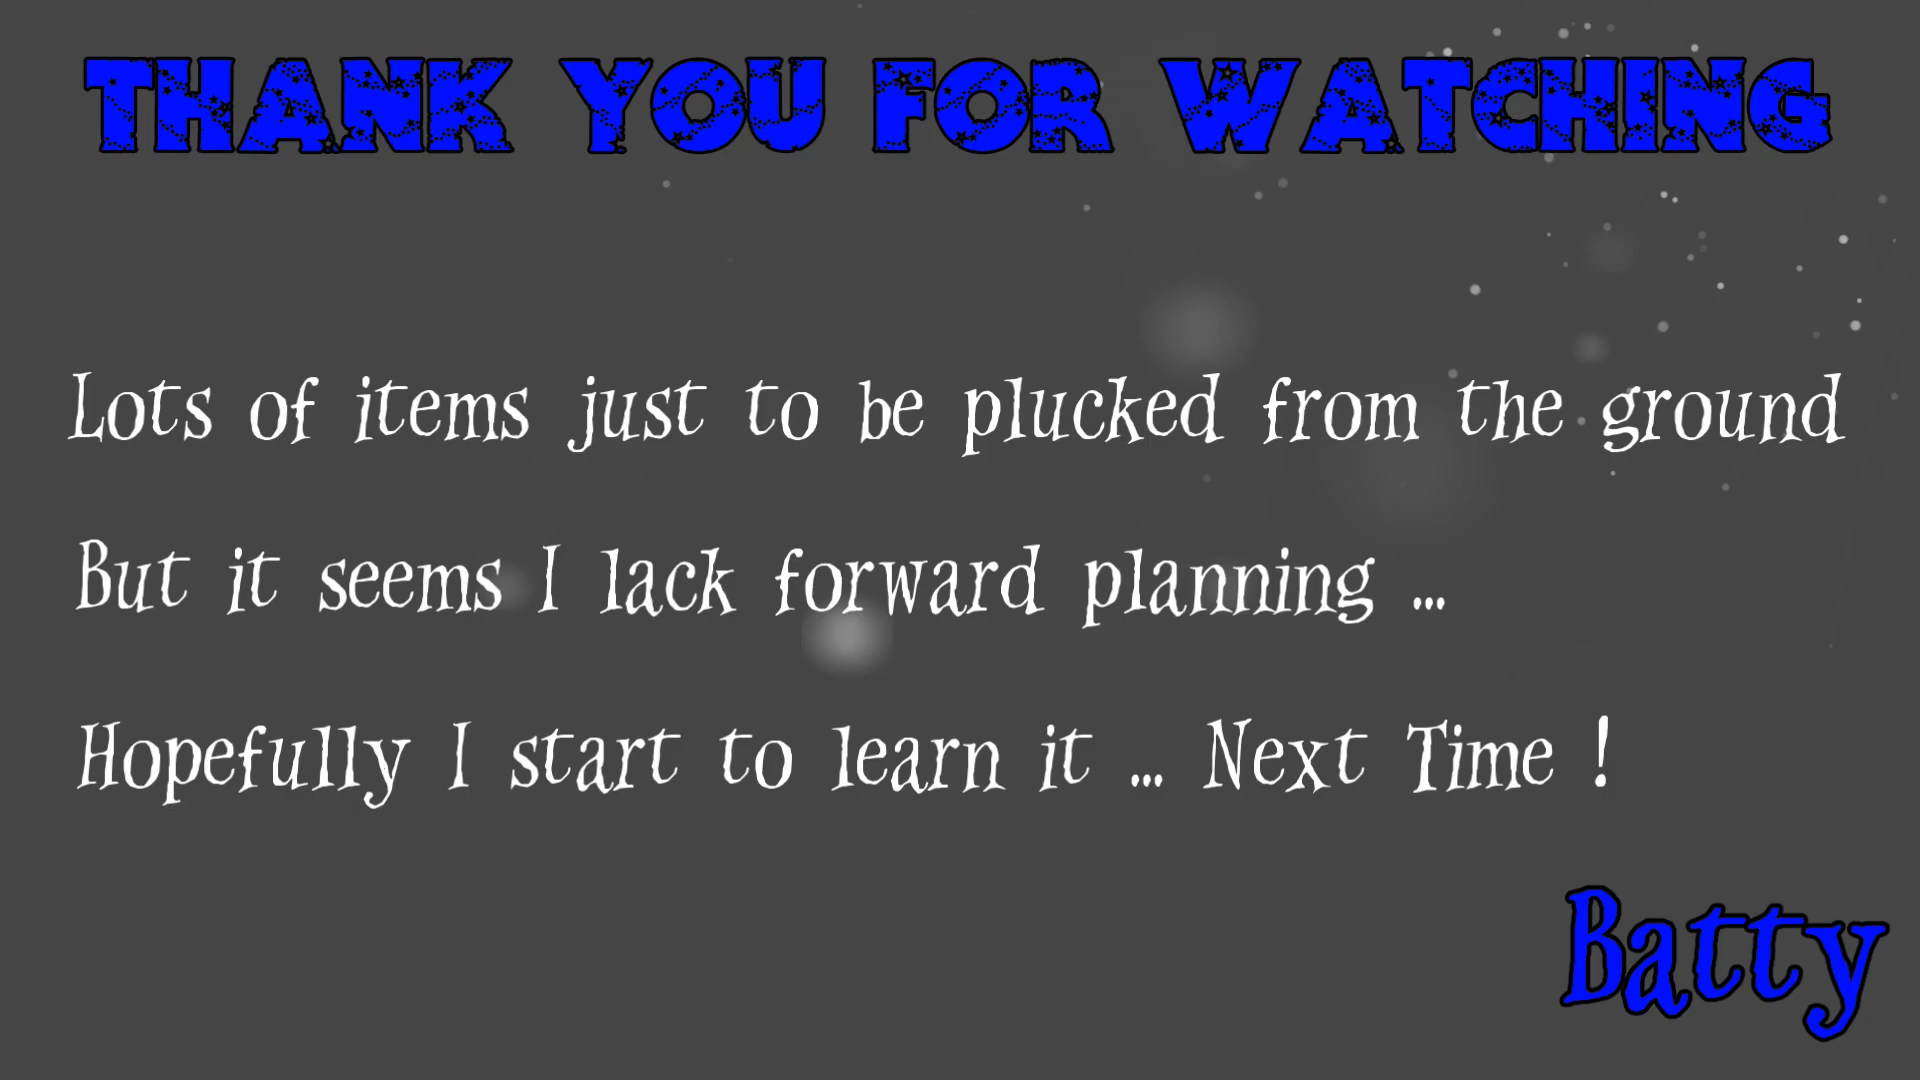 THANK YOU FOR WATCHING
Lots of items just to be plucked from the ground
But it seems I lack forward planning ...
Hopefully I start to learn it ... Next Time !
Batty